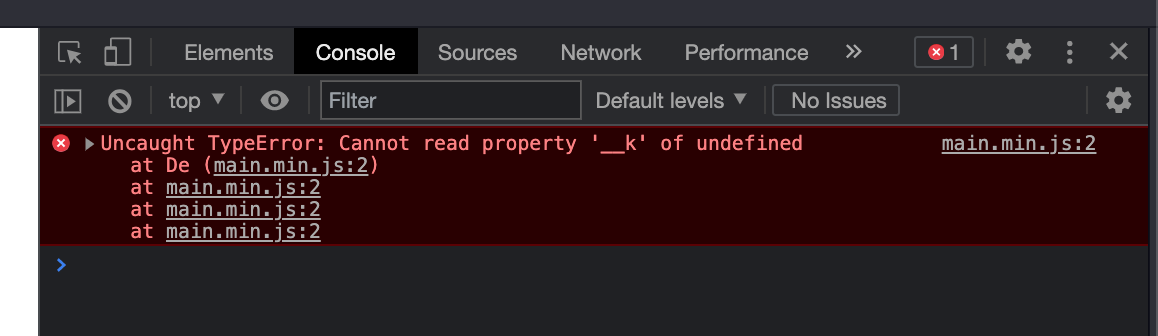 Elements Console Sources Network Performance » 1
top ▼ Filter Default levels ▼ No Issues
▶Uncaught TypeError: Cannot read property '__k' of undefined main.min.js:2
at De (main.min.js:2)
at main.min.js:2
at main.min.js:2
at main.min.js:2